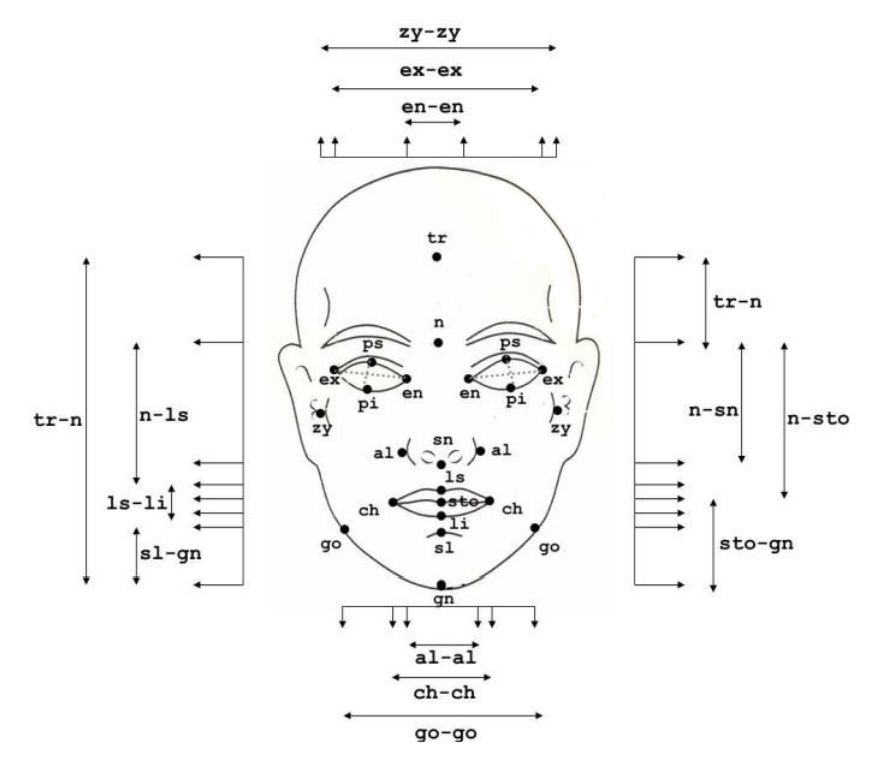 zy-zy
ex-ex
en-en
tr
tr-n
n
ps ps
ex en en ex
pi pi
n-ls n-sn n-sto
tr-n
zy zy
al sn al
ls
ls-li ch sto ch
li
go sl go
sl-gn sto-gn
gn
al-al
ch-ch
go-go